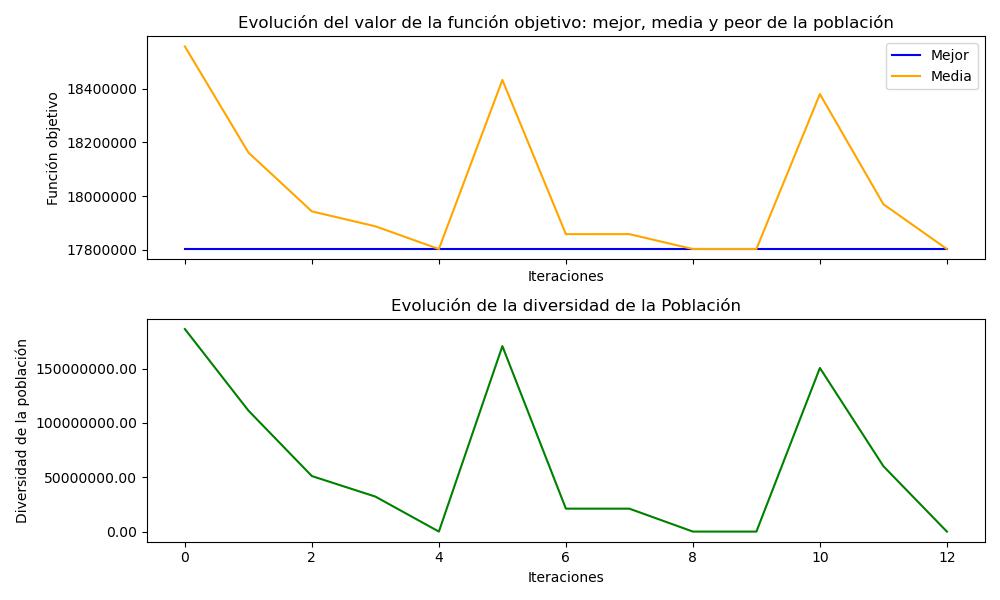 Evolución del valor de la función objetivo: mejor, media y peor de la población
Mejor
Media
Función objetivo
18400000
18200000
18000000
17800000
Iteraciones
Evolución de la diversidad de la Población
Diversidad de la población
150000000.00
100000000.00
50000000.00
0.00
0 2 4 6 8 10 12
Iteraciones